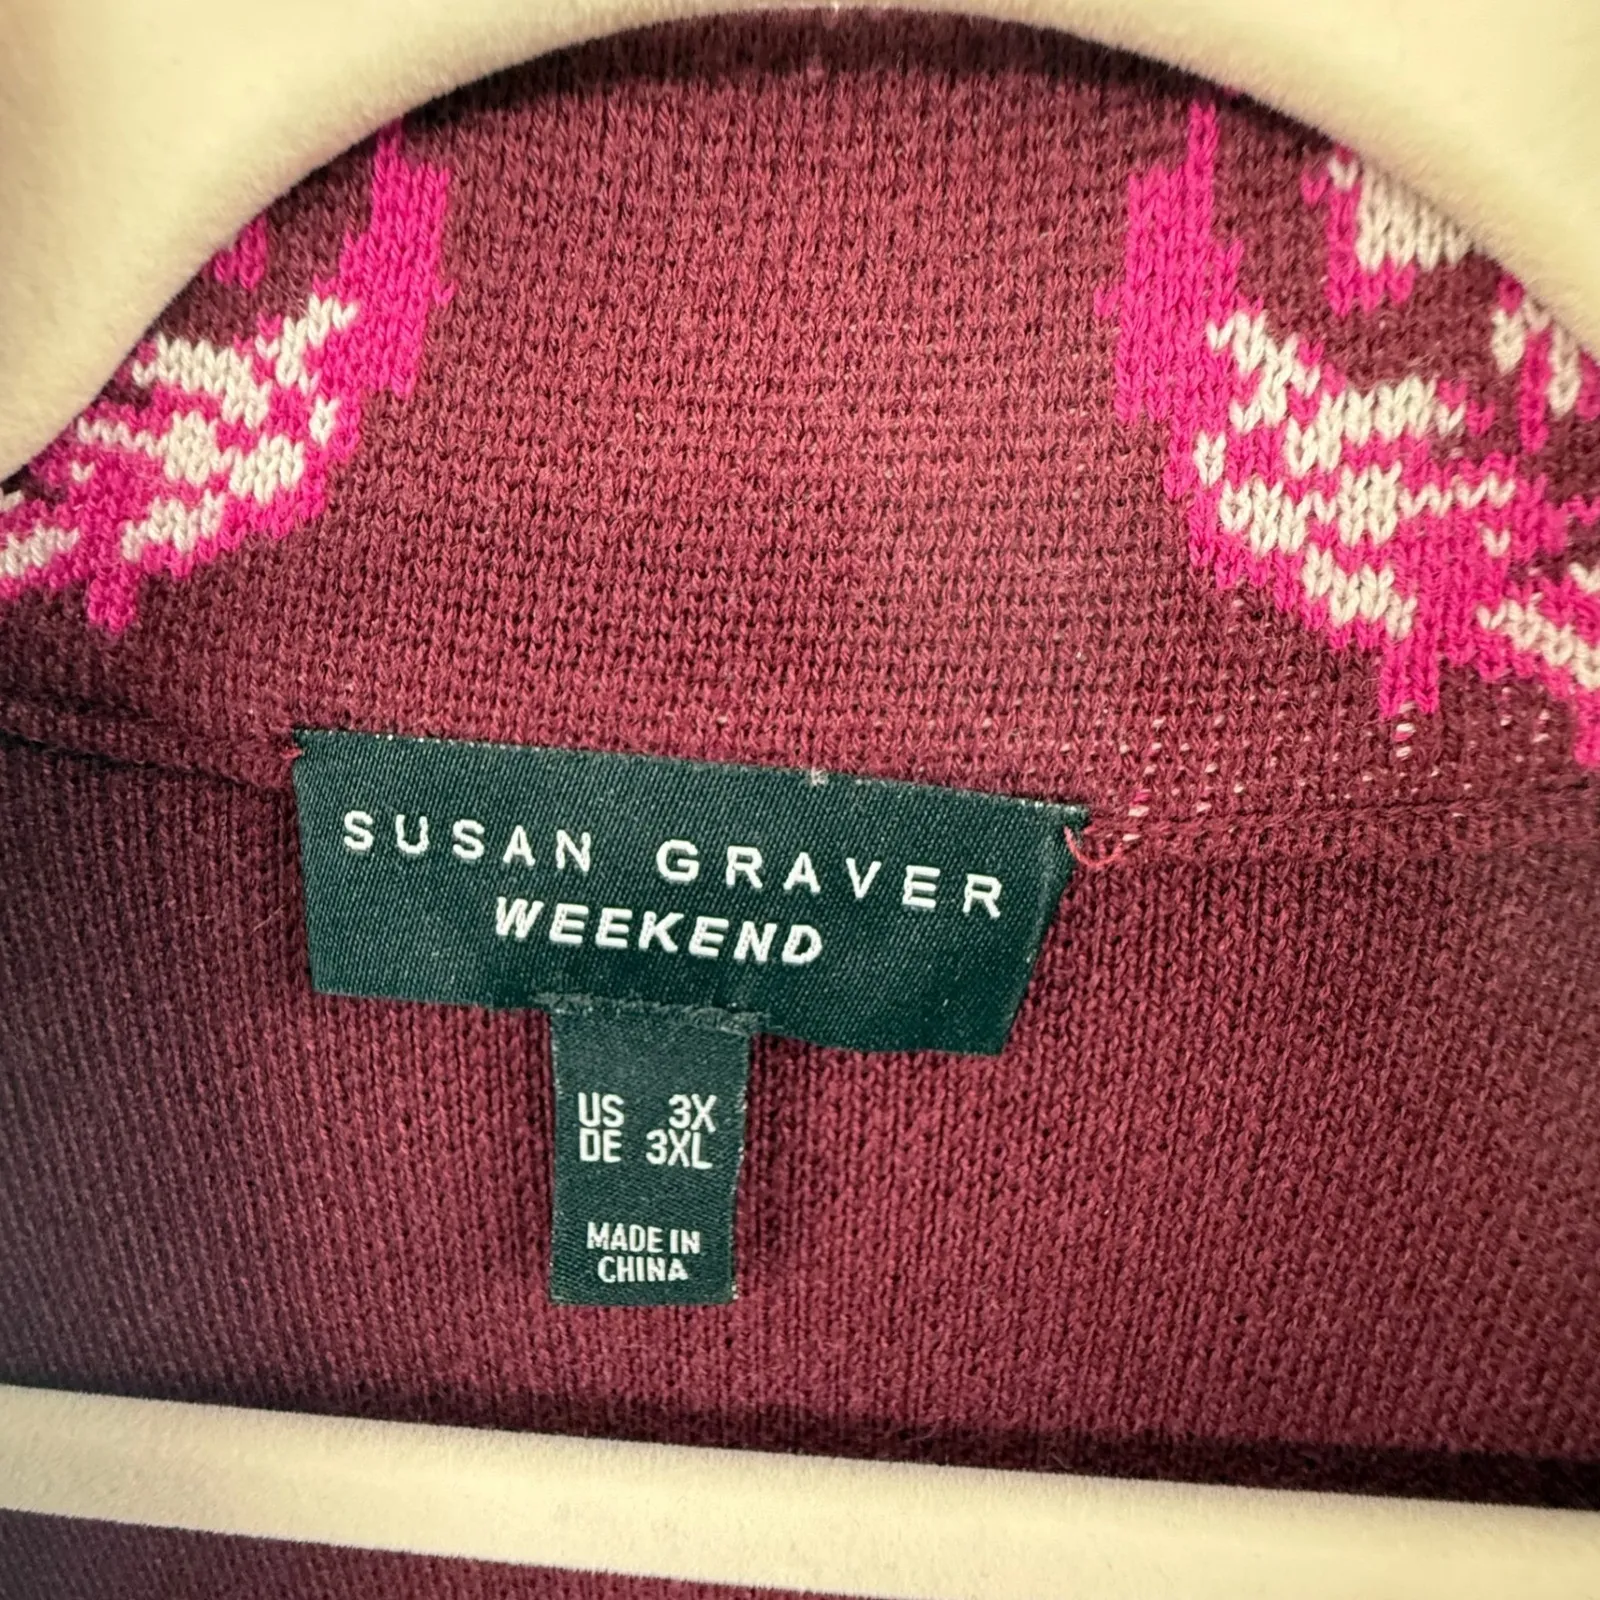 SUSAN GRAVER
WEEKEND
US 3X
DE 3XL
MADE IN
CHINA